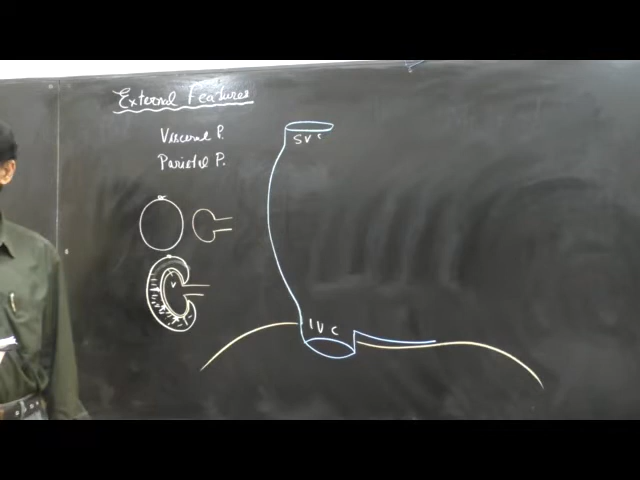 External Features
Visceral P.
Parietal P.
SVC
V
IVC